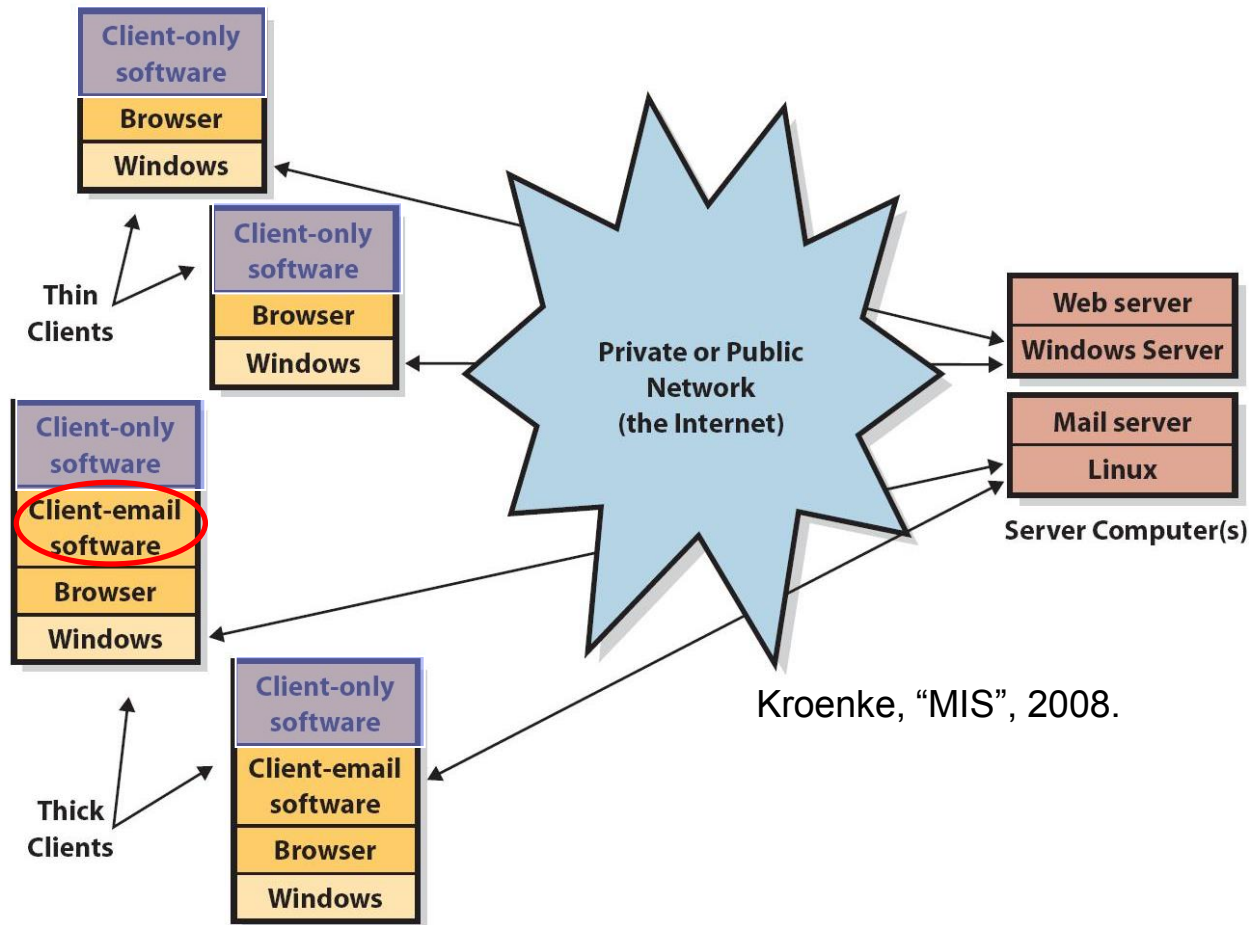 Client-only
software
Browser
Windows
Client-only
software
Browser
Windows
Thin
Clients
Client-only
software
Client-email
software
Browser
Windows
Client-only
software
Client-email
software
Browser
Windows
Thick
Clients
Private or Public
Network
(the Internet)
Web server
Windows Server
Mail server
Linux
Server Computer(s)
Kroenke, “MIS”, 2008.